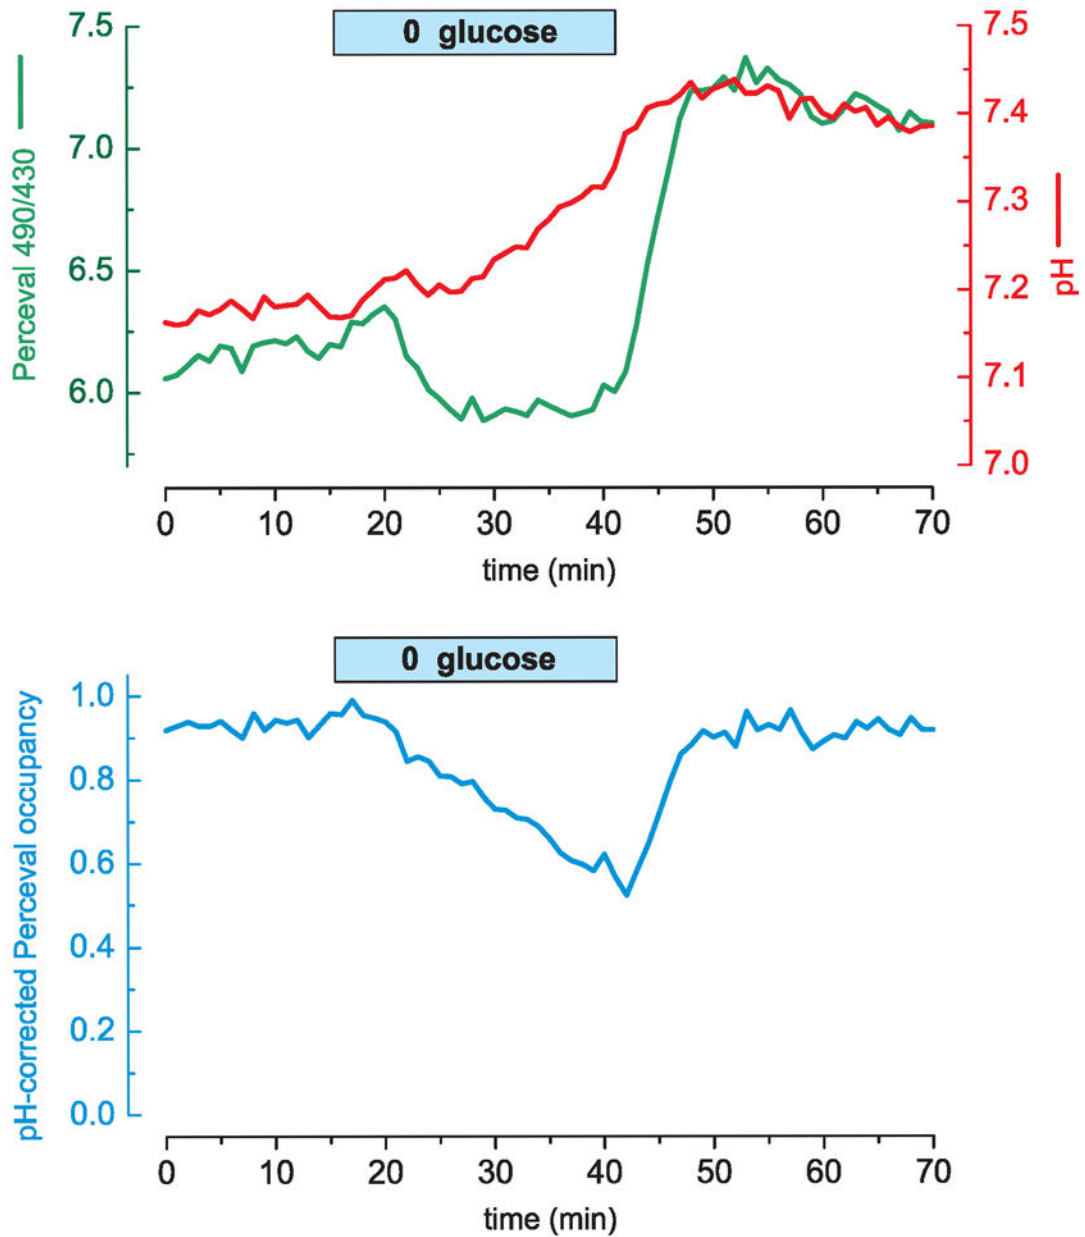 0 glucose
7.5
7.0
6.5
6.0
Perceval 490/430
7.5
7.4
7.3
7.2
7.1
7.0
pH
0 10 20 30 40 50 60 70
time (min)
0 glucose
1.0
0.8
0.6
0.4
0.2
0.0
pH-corrected Perceval occupancy
0 10 20 30 40 50 60 70
time (min)